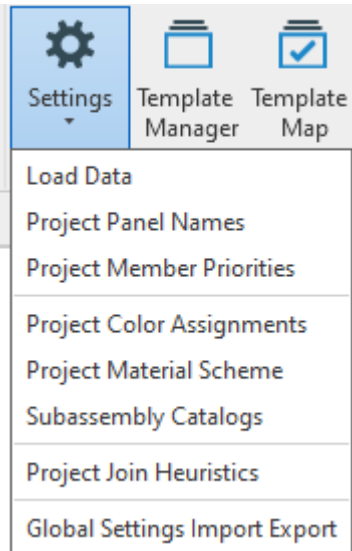 Settings
Template Manager
Template Map
Load Data
Project Panel Names
Project Member Priorities
Project Color Assignments
Project Material Scheme
Subassembly Catalogs
Project Join Heuristics
Global Settings Import Export